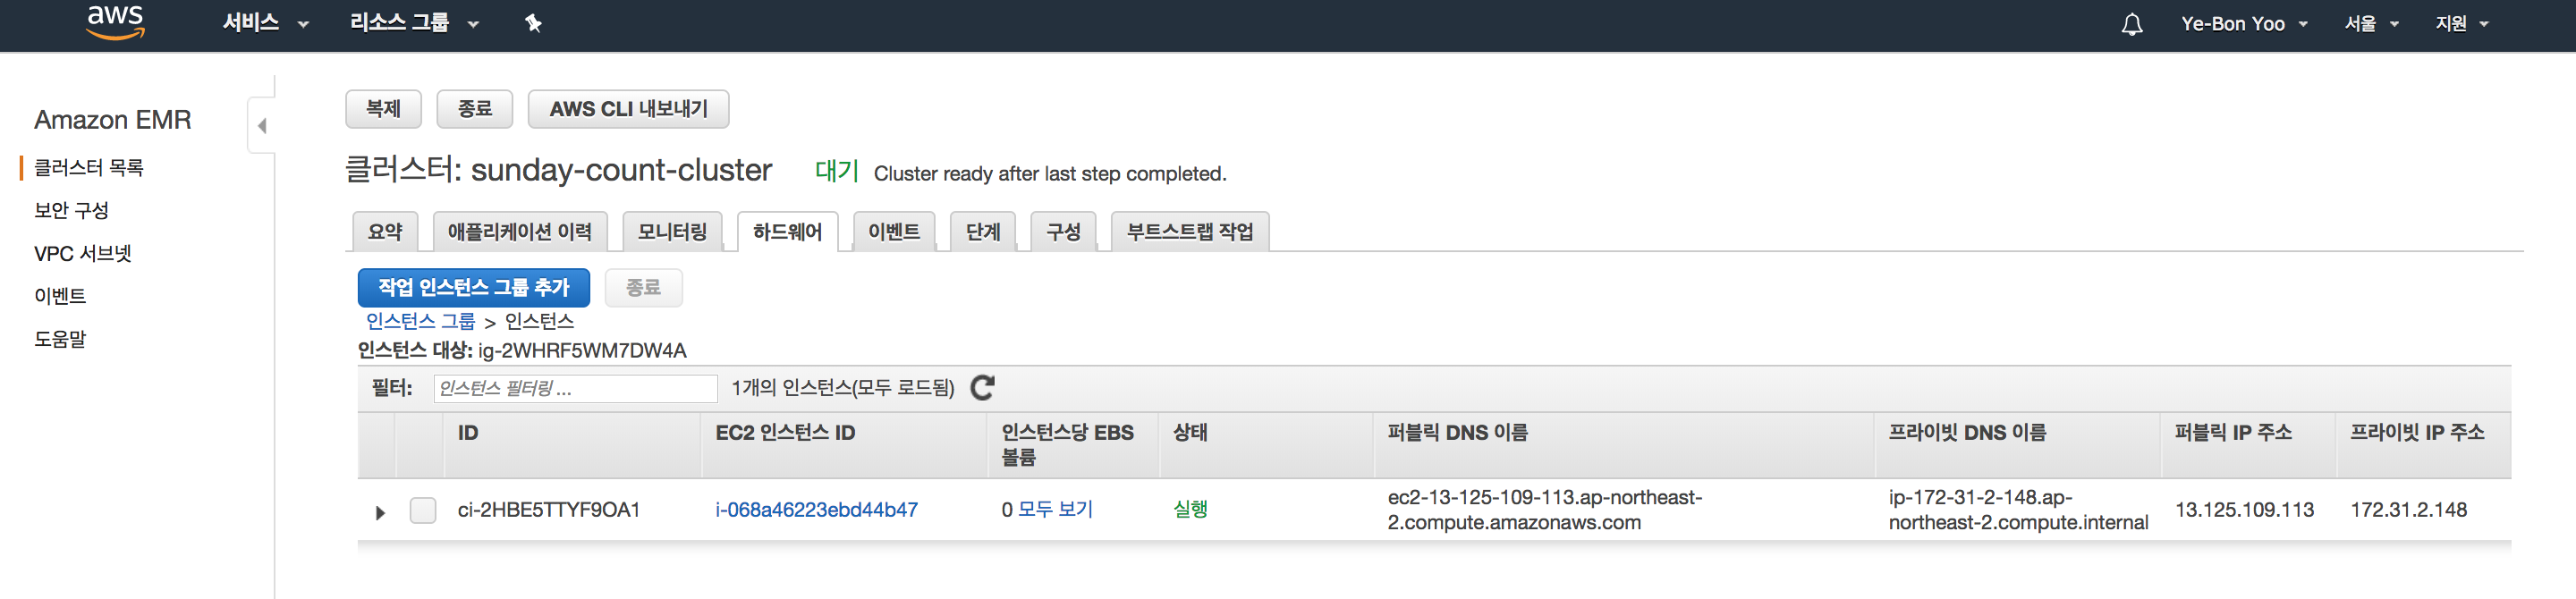 aws 서비스 리소스 그룹 Ye-Bon Yoo 서울 지원
Amazon EMR
클러스터 목록
보안 구성
VPC 서브넷
이벤트
도움말
복제 종료 AWS CLI 내보내기
클러스터: sunday-count-cluster 대기 Cluster ready after last step completed.
요약 애플리케이션 이력 모니터링 하드웨어 이벤트 단계 구성 부트스트랩 작업
작업 인스턴스 그룹 추가 종료
인스턴스 그룹 > 인스턴스
인스턴스 대상: ig-2WHRF5WM7DW4A
필터: 인스턴스 필터링 ... 1개의 인스턴스(모두 로드됨)
ID EC2 인스턴스 ID 인스턴스당 EBS 볼륨 상태 퍼블릭 DNS 이름 프라이빗 DNS 이름 퍼블릭 IP 주소 프라이빗 IP 주소
ci-2HBE5TTYF9OA1 i-068a46223ebd44b47 0 모두 보기 실행 ec2-13-125-109-113.ap-northeast-2.compute.amazonaws.com ip-172-31-2-148.ap-northeast-2.compute.internal 13.125.109.113 172.31.2.148